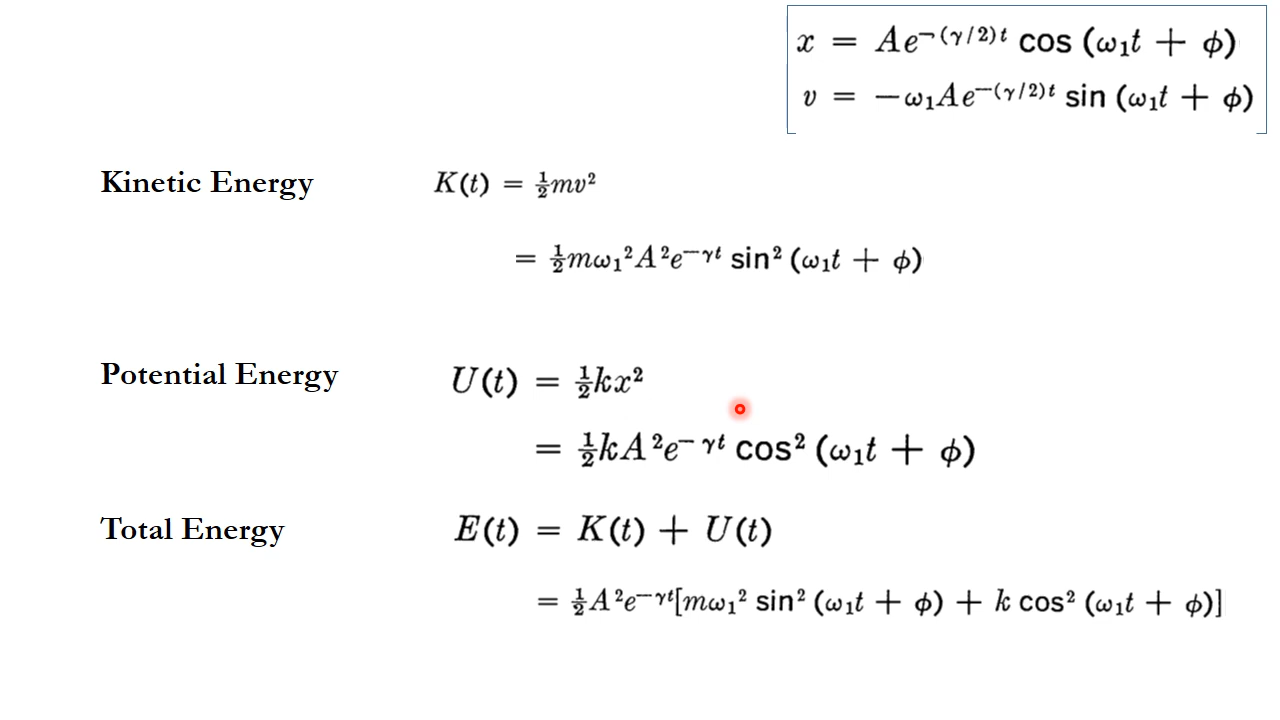 x = Ae^{-(γ/2)t} cos (ω₁t + φ)
v = −ω₁Ae^{−(γ/2)t} sin (ω₁t + φ)
Kinetic Energy K(t) = ½mv²
= ½mω₁²A²e^{−γt} sin² (ω₁t + φ)
Potential Energy U(t) = ½kx²
= ½kA²e^{−γt} cos² (ω₁t + φ)
Total Energy E(t) = K(t) + U(t)
= ½A²e^{−γt}[mω₁² sin² (ω₁t + φ) + k cos² (ω₁t + φ)]